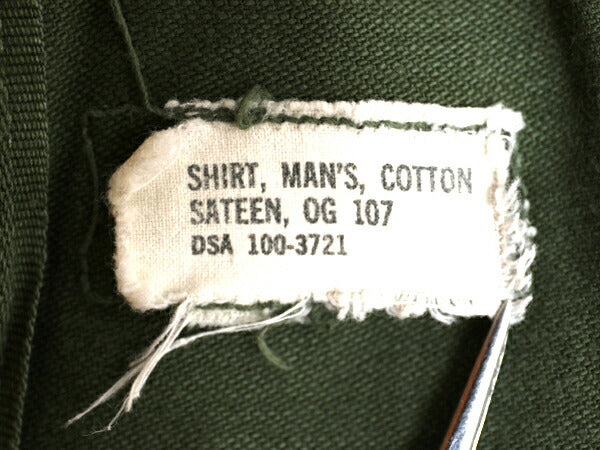 SHIRT, MAN'S, COTTON
SATEEN, OG 107
DSA 100-3721